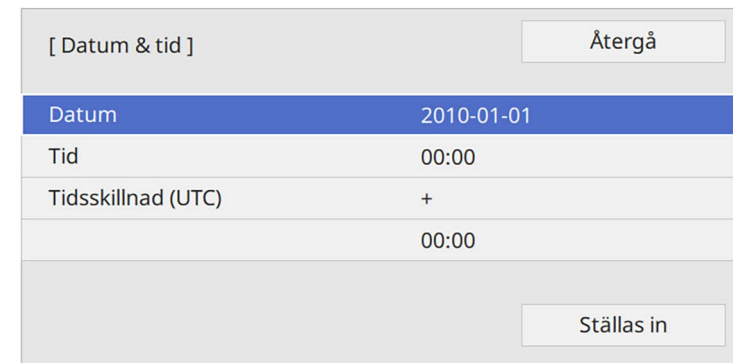 [ Datum & tid ] Återgå
Datum 2010-01-01
Tid 00:00
Tidsskillnad (UTC) +
00:00
Ställas in